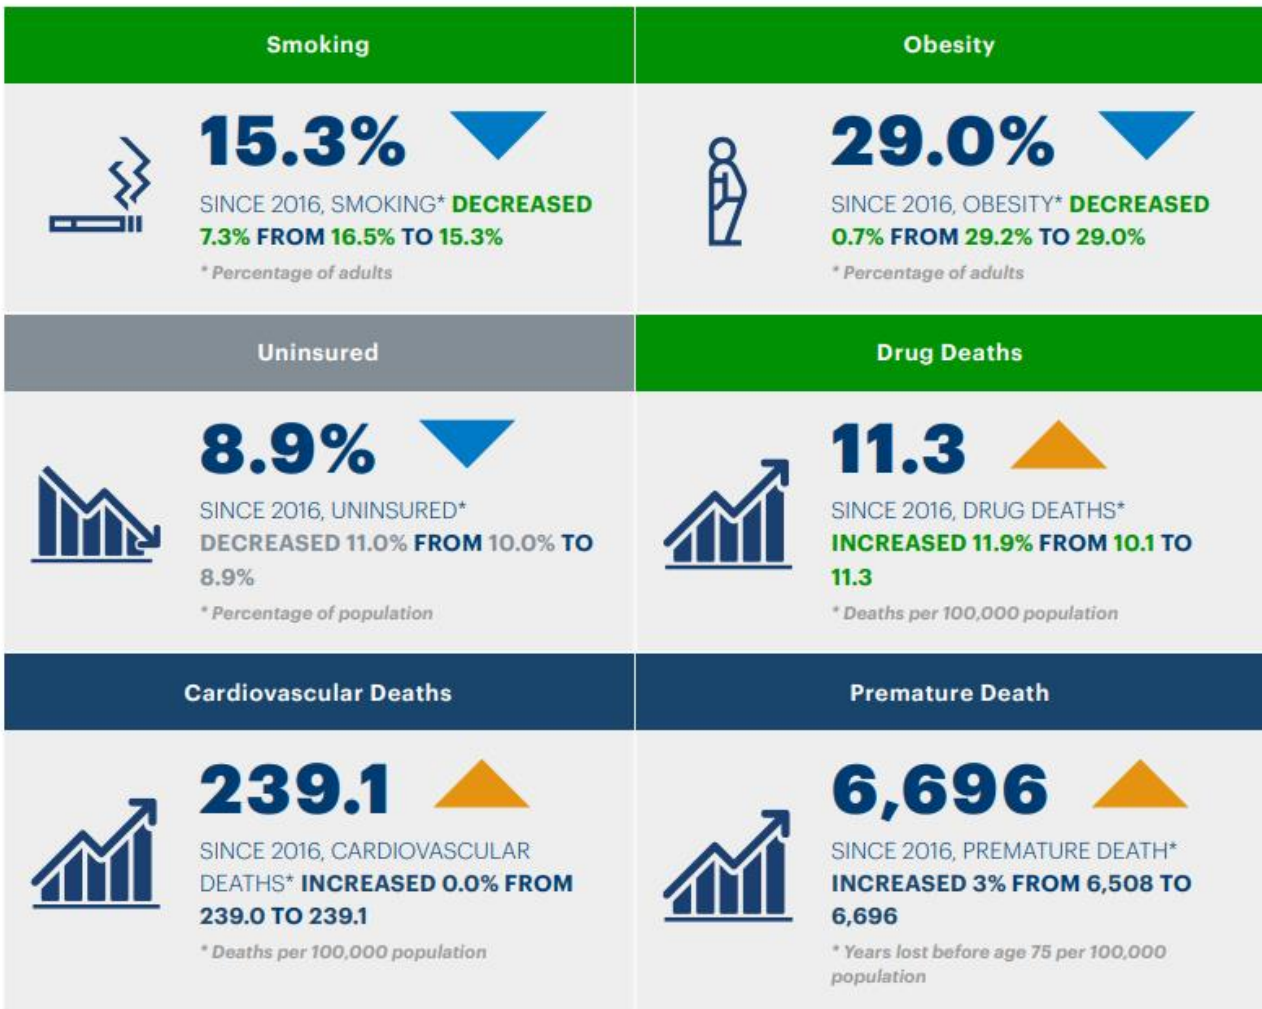 Smoking
15.3%
SINCE 2016, SMOKING* DECREASED
7.3% FROM 16.5% TO 15.3%
* Percentage of adults
Obesity
29.0%
SINCE 2016, OBESITY* DECREASED
0.7% FROM 29.2% TO 29.0%
* Percentage of adults
Uninsured
8.9%
SINCE 2016, UNINSURED*
DECREASED 11.0% FROM 10.0% TO
8.9%
* Percentage of population
Drug Deaths
11.3
SINCE 2016, DRUG DEATHS*
INCREASED 11.9% FROM 10.1 TO
11.3
* Deaths per 100,000 population
Cardiovascular Deaths
239.1
SINCE 2016, CARDIOVASCULAR
DEATHS* INCREASED 0.0% FROM
239.0 TO 239.1
* Deaths per 100,000 population
Premature Death
6,696
SINCE 2016, PREMATURE DEATH*
INCREASED 3% FROM 6,508 TO
6,696
* Years lost before age 75 per 100,000
population